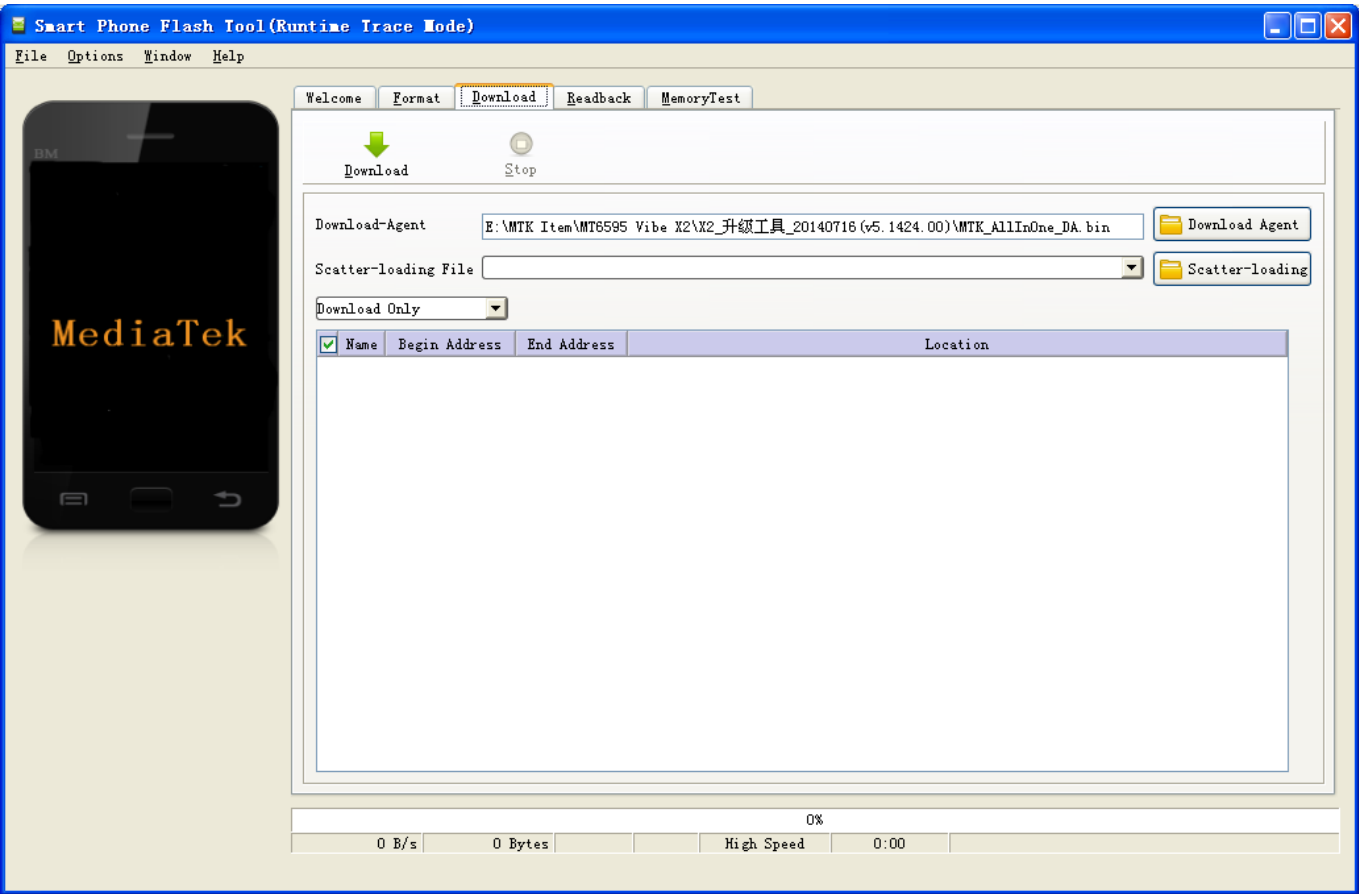 Smart Phone Flash Tool(Runtime Trace Mode)
File Options Window Help
Welcome Format Download Readback MemoryTest
BM
Download Stop
Download-Agent E:\MTK Item\MT6595 Vibe X2\X2_升级工具_20140716(v5.1424.00)\MTK_AllInOne_DA.bin Download Agent
Scatter-loading File Scatter-loading
Download Only
MediaTek
Name Begin Address End Address Location
0%
0 B/s 0 Bytes High Speed 0:00